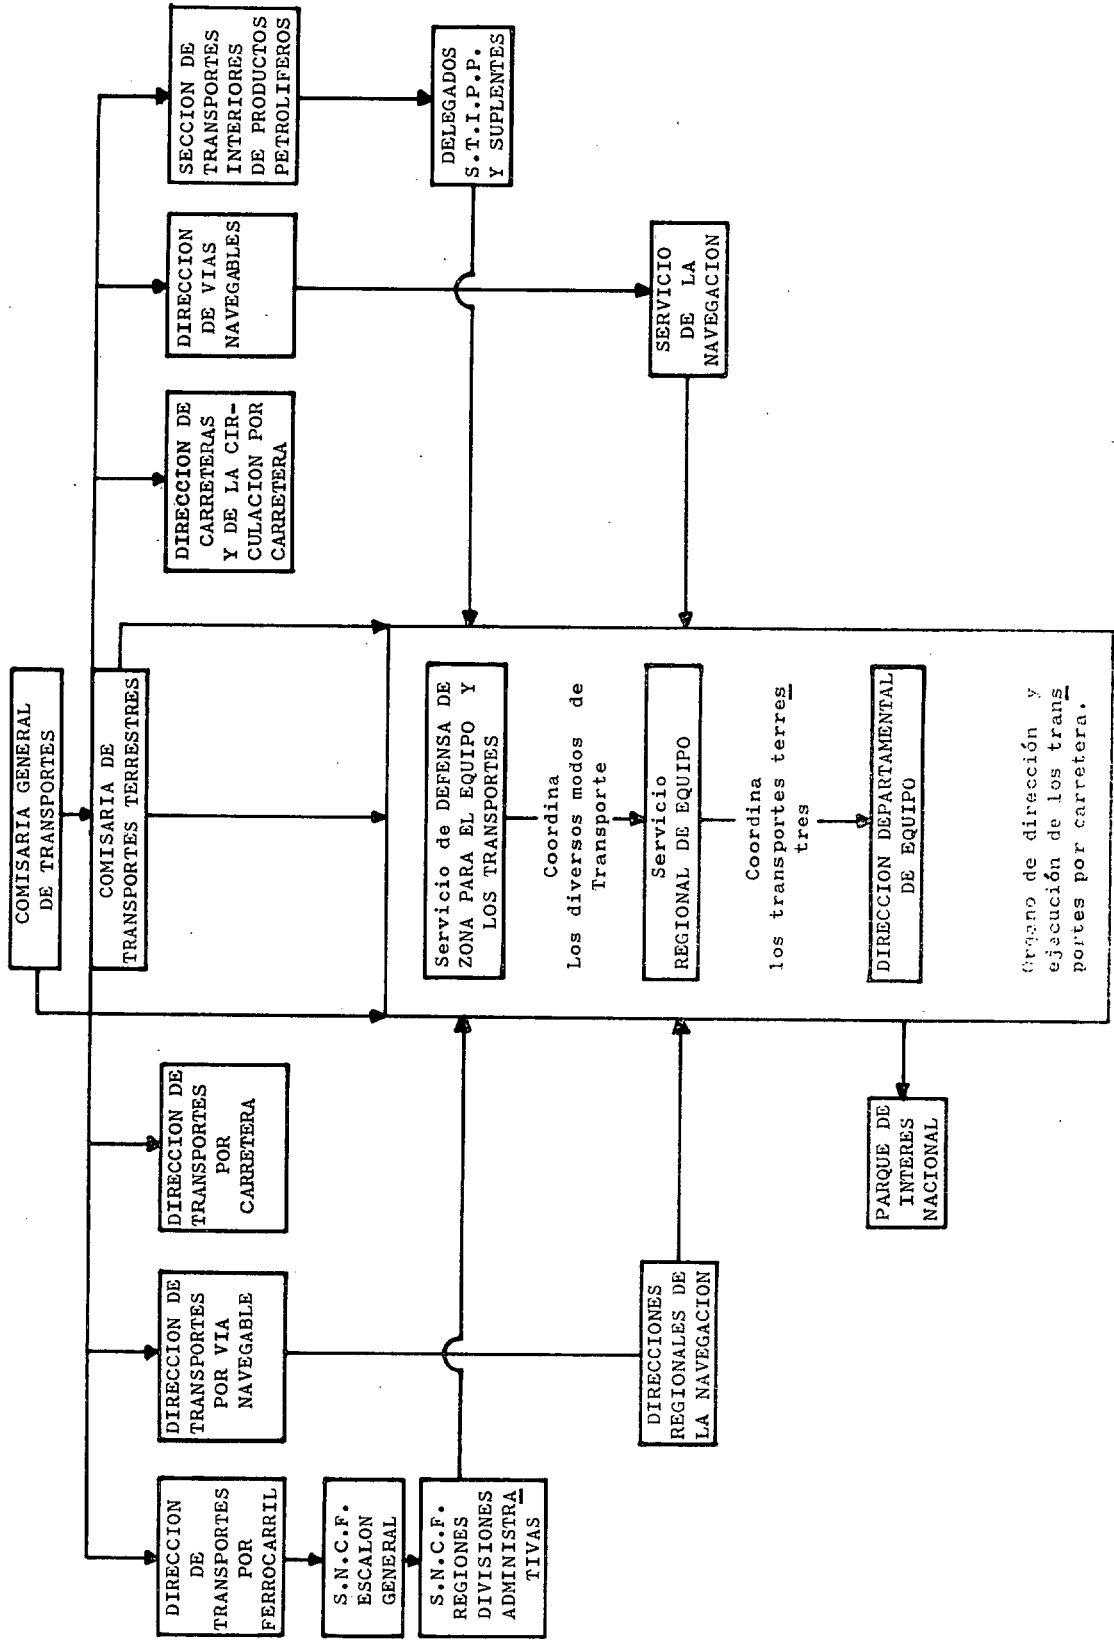 COMISARIA GENERAL
DE TRANSPORTES
COMISARIA DE
TRANSPORTES TERRESTRES
DIRECCION
DE
TRANSPORTES
POR
FERROCARRIL
DIRECCION DE
TRANSPORTES
POR VIA
NAVEGABLE
DIRECCION DE
TRANSPORTES
POR
CARRETERA
DIRECCION DE
CARRETERAS
Y DE LA CIR-
CULACION POR
CARRETERA
DIRECCION
DE VIAS
NAVEGABLES
SECCION DE
TRANSPORTES
INTERIORES
DE PRODUCTOS
PETROLIFEROS
S.N.C.F.
ESCALON
GENERAL
S.N.C.F.
REGIONES
DIVISIONES
ADMINISTRA
TIVAS
Servicio de DEFENSA DE
ZONA PARA EL EQUIPO Y
LOS TRANSPORTES
DELEGADOS
S.T.I.P.P.
Y SUPLENTES
Coordina
Los diversos modos de
Transporte
DIRECCIONES
REGIONALES DE
LA NAVEGACION
Servicio
REGIONAL DE EQUIPO
SERVICIO
DE LA
NAVEGACION
Coordina
los transportes terres
tres
PARQUE DE
INTERES
NACIONAL
DIRECCION DEPARTAMENTAL
DE EQUIPO
Organo de dirección y
ejecución de los trans
portes por carretera.